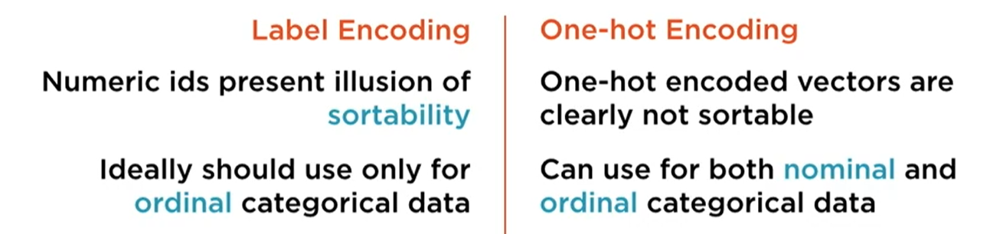 Label Encoding
Numeric ids present illusion of
sortability
Ideally should use only for
ordinal categorical data
One-hot Encoding
One-hot encoded vectors are
clearly not sortable
Can use for both nominal and
ordinal categorical data